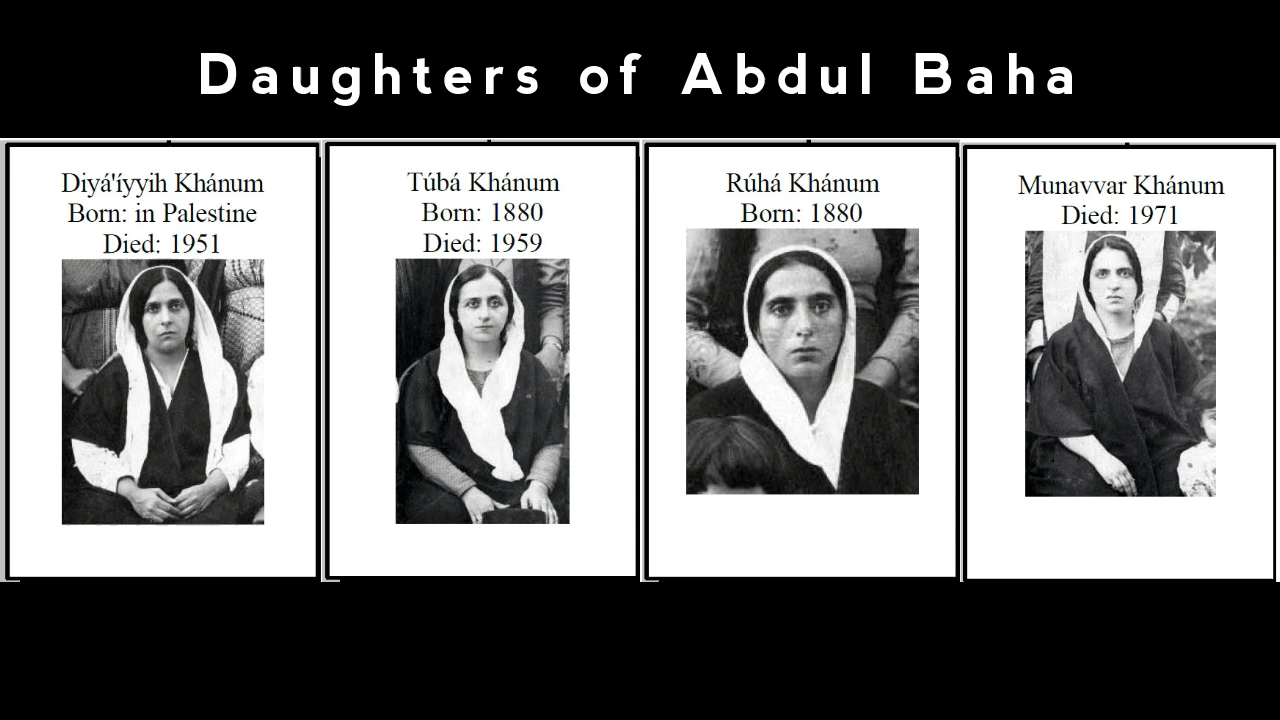 Daughters of Abdul Baha
Diyá'íyyih Khánum
Born: in Palestine
Died: 1951
Túbá Khánum
Born: 1880
Died: 1959
Rúhá Khánum
Born: 1880
Munavvar Khánum
Died: 1971